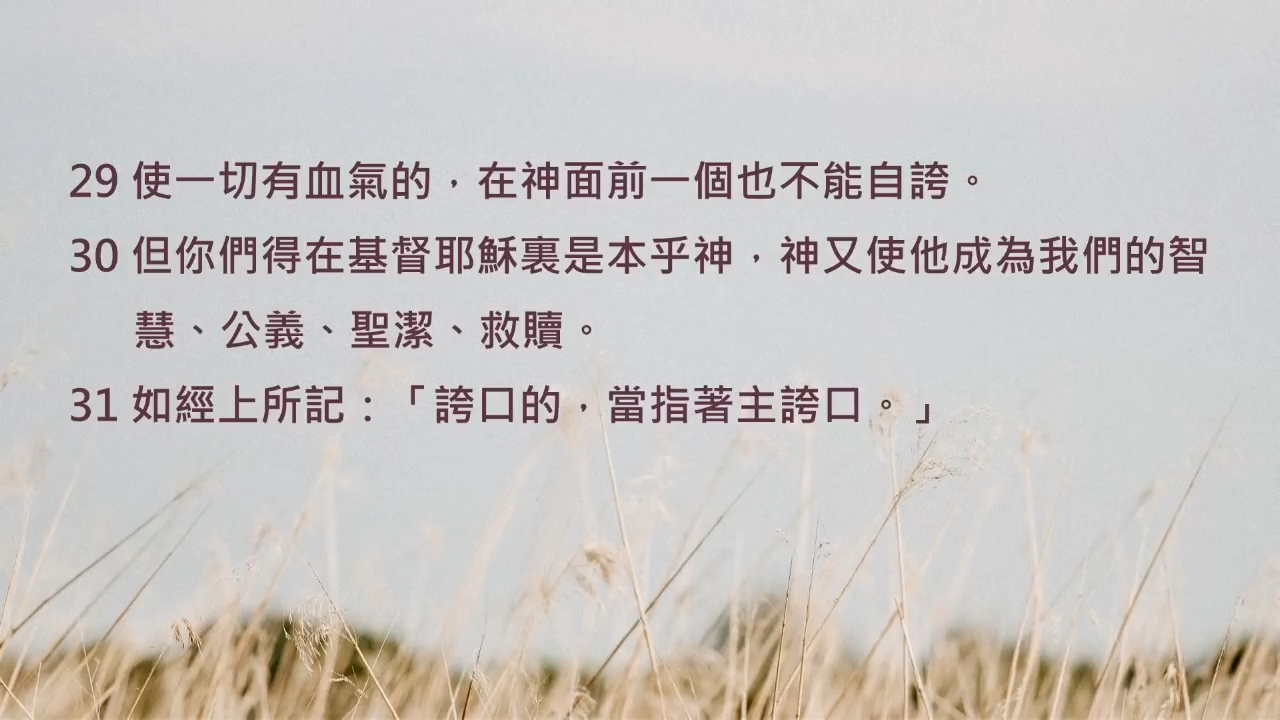 29 使一切有血氣的，在神面前一個也不能自誇。
30 但你們得在基督耶穌裏是本乎神，神又使他成為我們的智
慧、公義、聖潔、救贖。
31 如經上所記：「誇口的，當指著主誇口。」